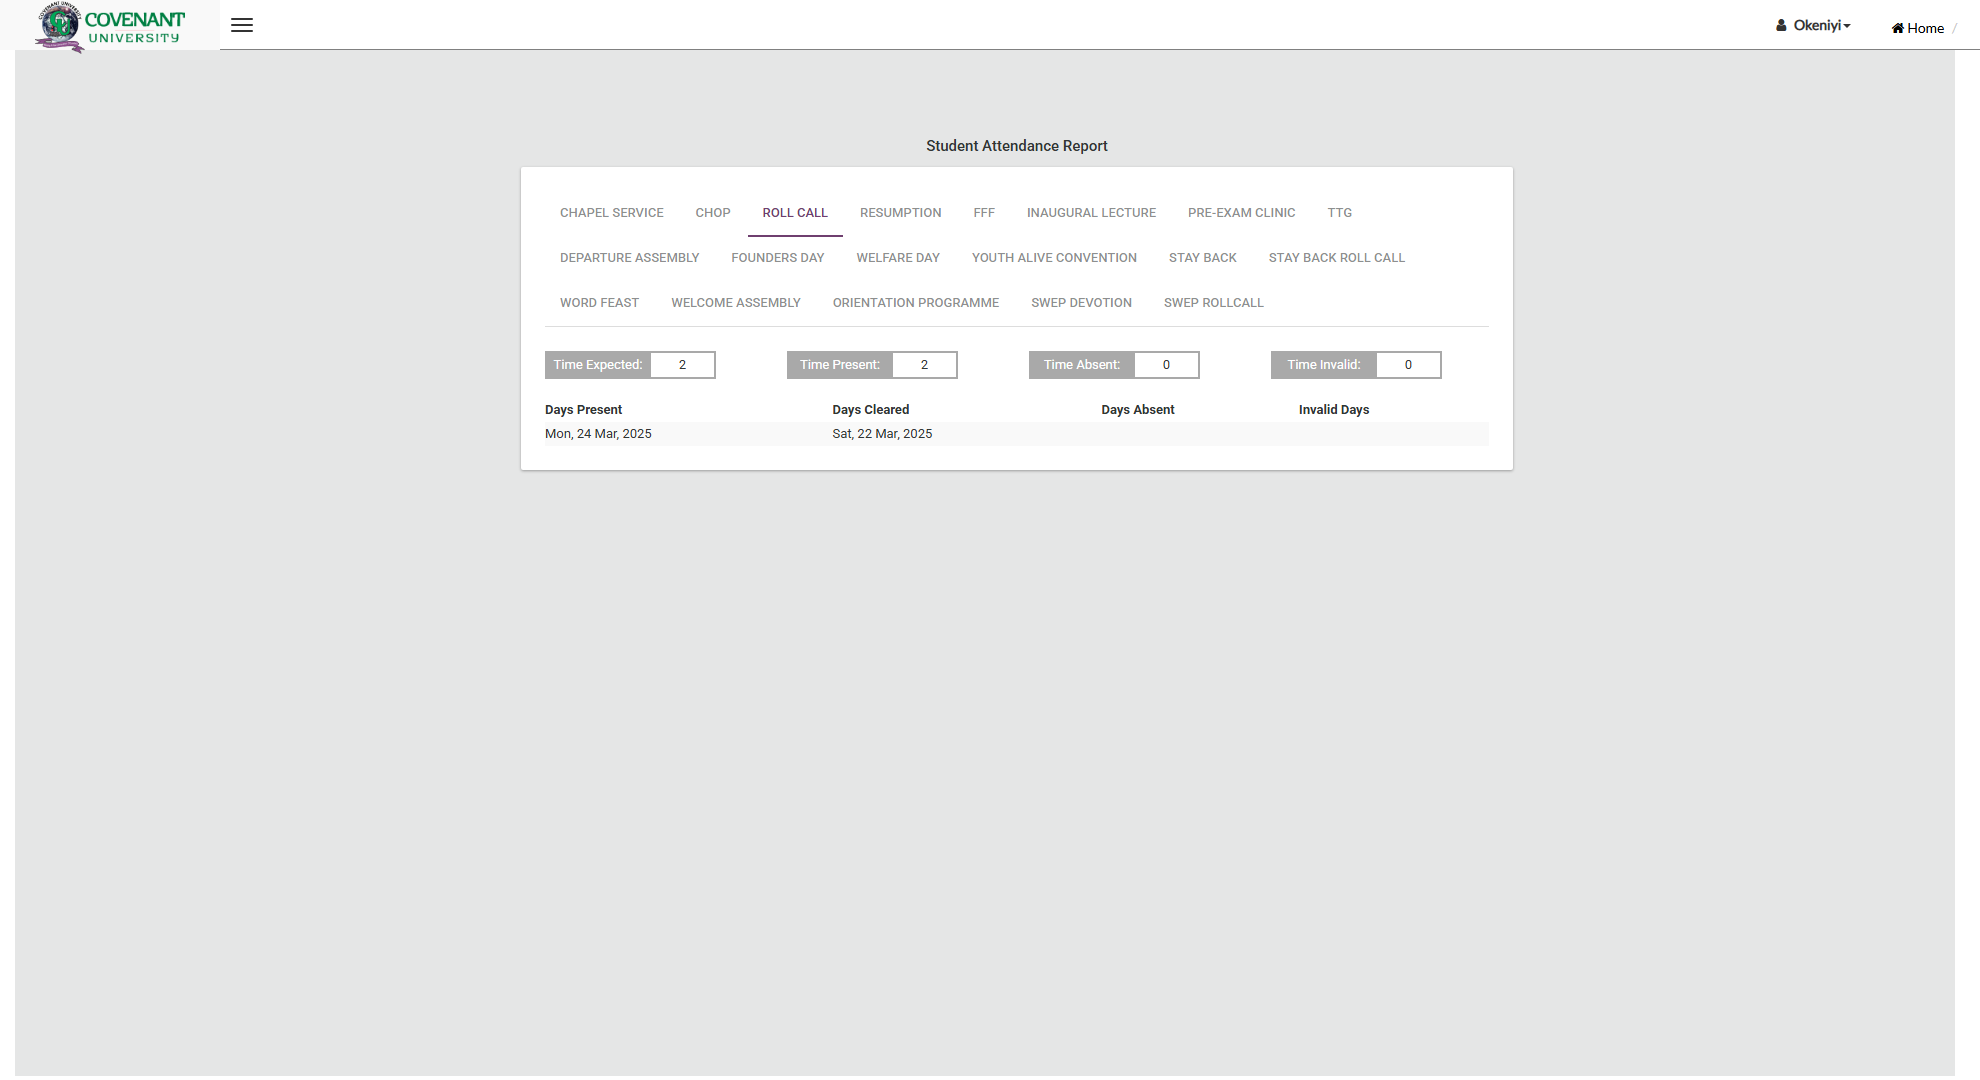 COVENANT UNIVERSITY
COVENANT
UNIVERSITY
Okeniyi
Home /
Student Attendance Report
CHAPEL SERVICE CHOP ROLL CALL RESUMPTION FFF INAUGURAL LECTURE PRE-EXAM CLINIC TTG
DEPARTURE ASSEMBLY FOUNDERS DAY WELFARE DAY YOUTH ALIVE CONVENTION STAY BACK STAY BACK ROLL CALL
WORD FEAST WELCOME ASSEMBLY ORIENTATION PROGRAMME SWEP DEVOTION SWEP ROLLCALL
Time Expected: 2 Time Present: 2 Time Absent: 0 Time Invalid: 0
Days Present Days Cleared Days Absent Invalid Days
Mon, 24 Mar, 2025 Sat, 22 Mar, 2025